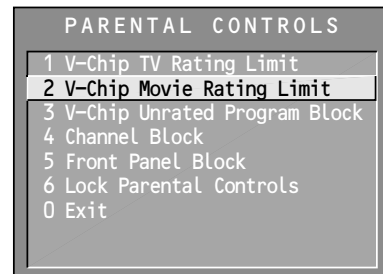 PARENTAL CONTROLS
1 V-Chip TV Rating Limit
2 V-Chip Movie Rating Limit
3 V-Chip Unrated Program Block
4 Channel Block
5 Front Panel Block
6 Lock Parental Controls
0 Exit